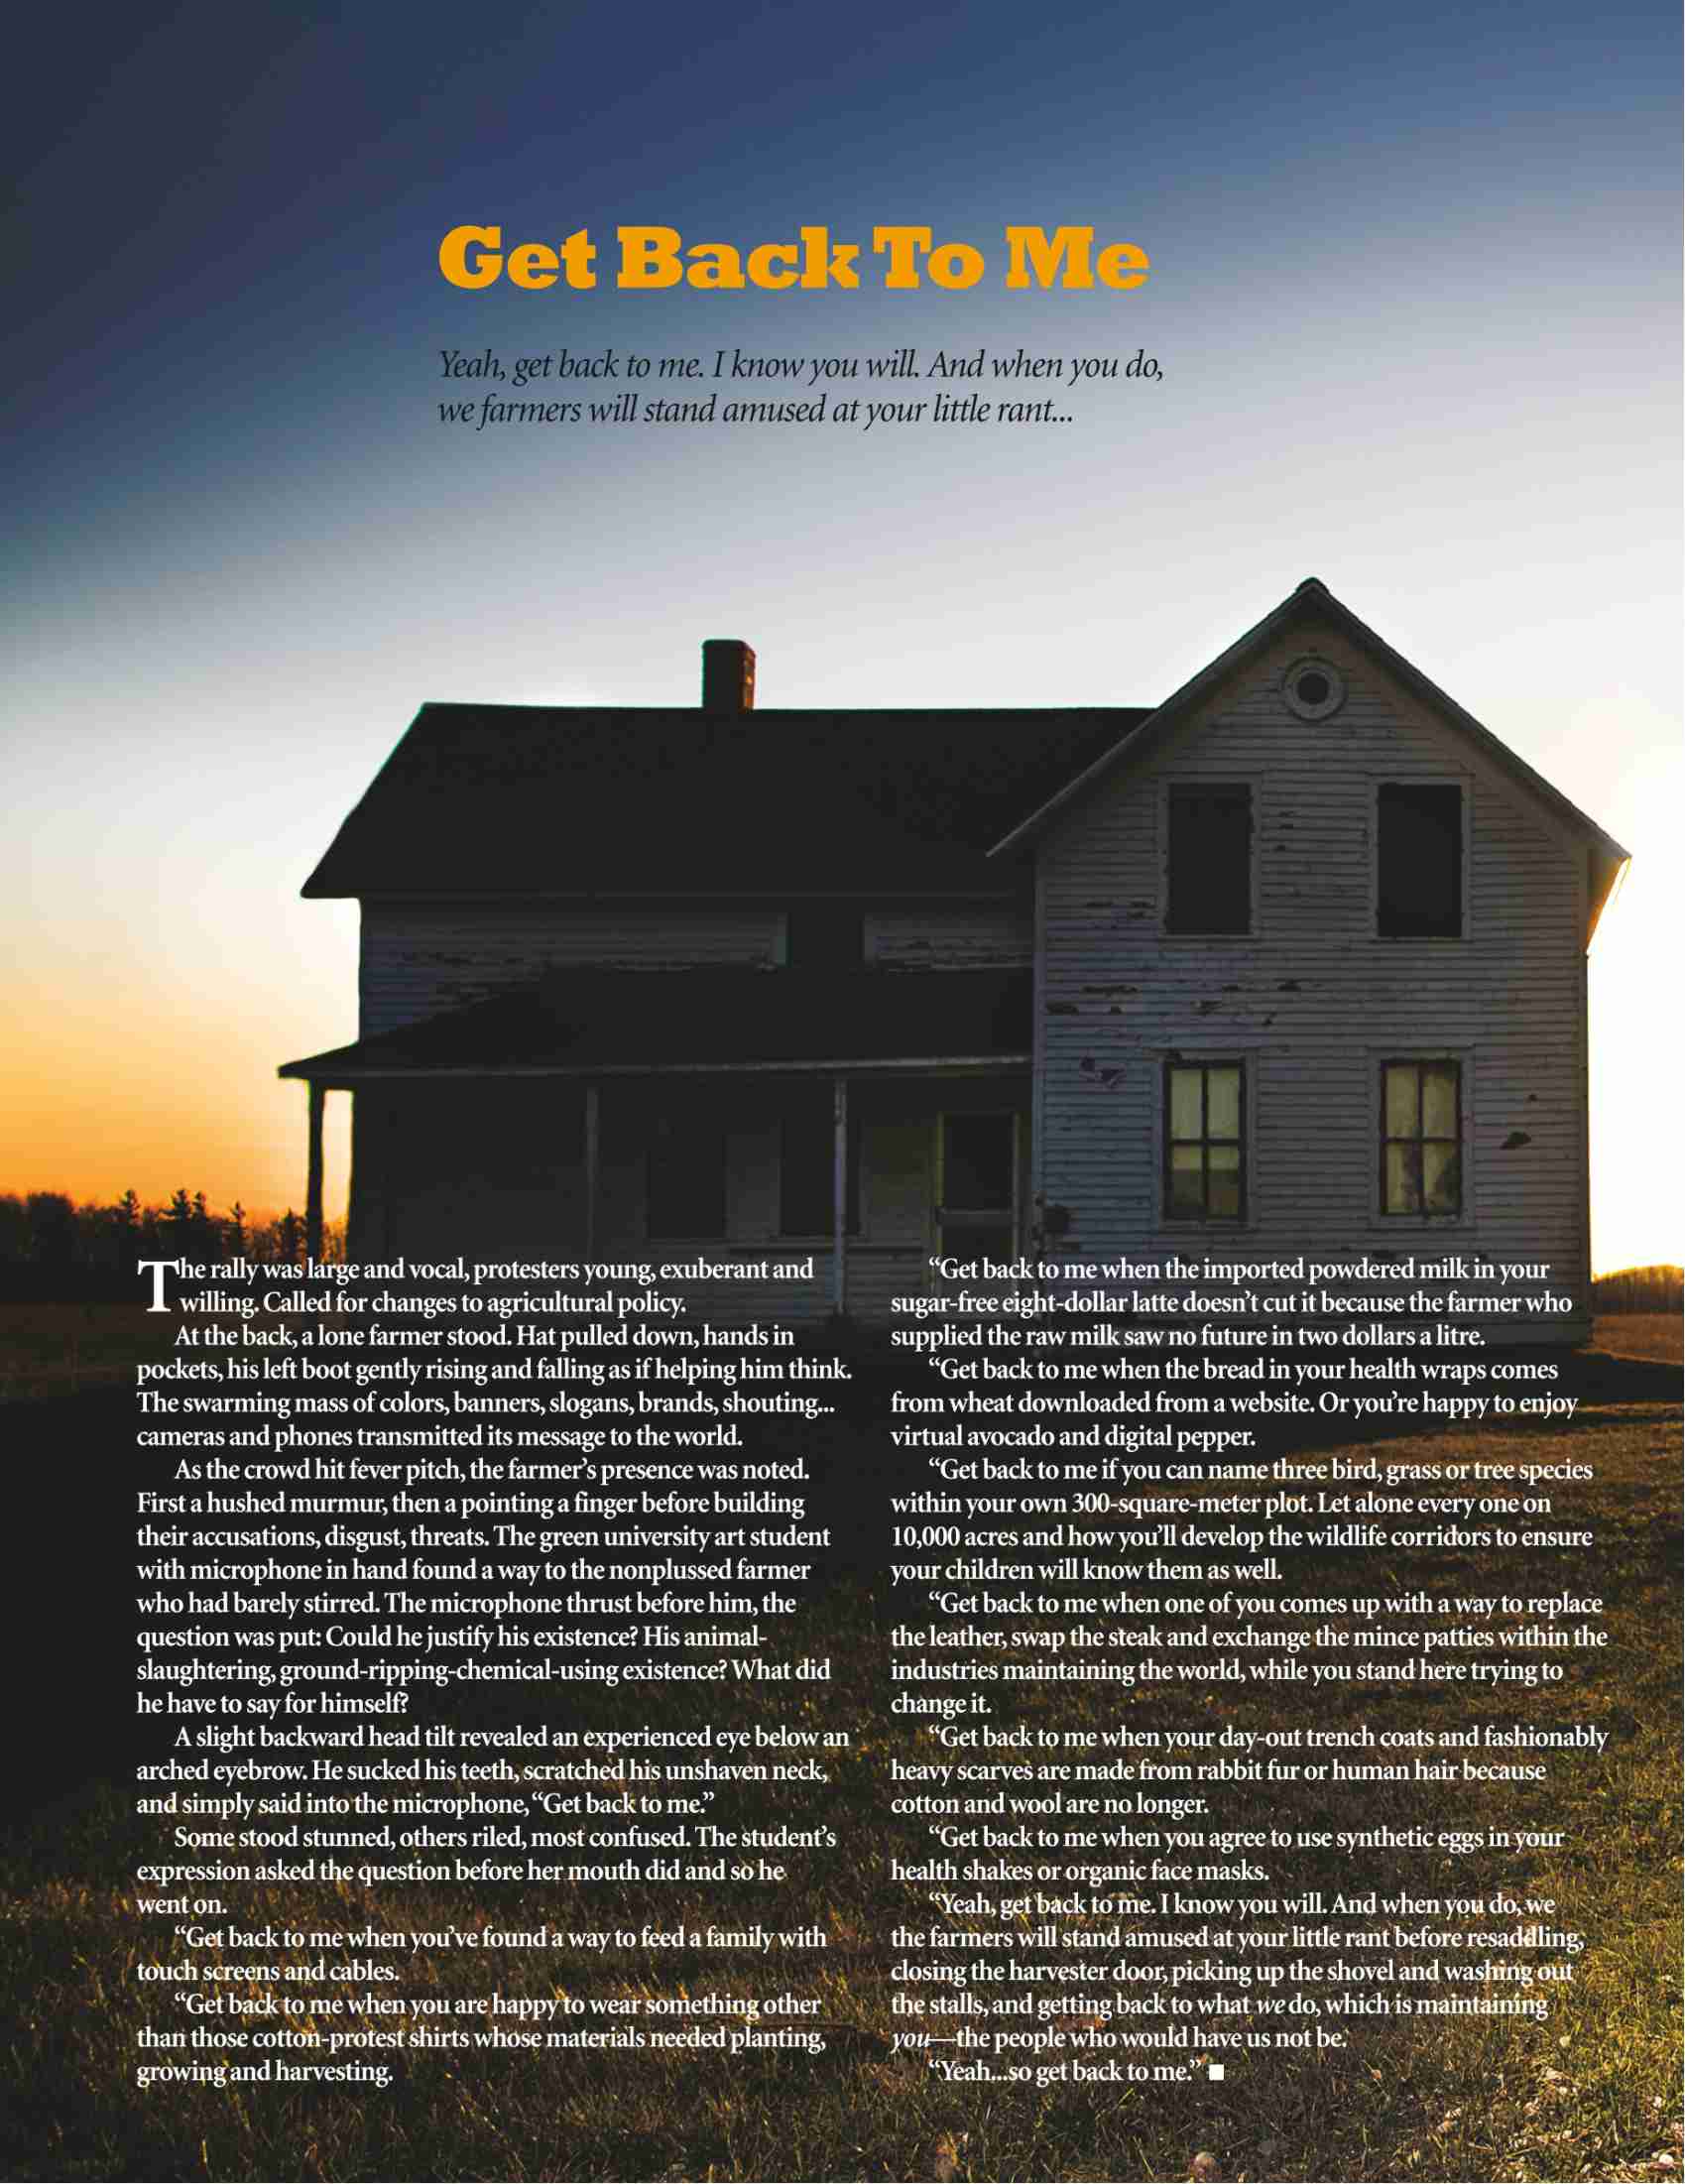 Get Back To Me
Yeah, get back to me. I know you will. And when you do,
we farmers will stand amused at your little rant...
The rally was large and vocal, protesters young, exuberant and
willing. Called for changes to agricultural policy.
At the back, a lone farmer stood. Hat pulled down, hands in
pockets, his left boot gently rising and falling as if helping him think.
The swarming mass of colors, banners, slogans, brands, shouting...
cameras and phones transmitted its message to the world.
As the crowd hit fever pitch, the farmer’s presence was noted.
First a hushed murmur, then a pointing a finger before building
their accusations, disgust, threats. The green university art student
with microphone in hand found a way to the nonplussed farmer
who had barely stirred. The microphone thrust before him, the
question was put: Could he justify his existence? His animal-
slaughtering, ground-ripping-chemical-using existence? What did
he have to say for himself?
A slight backward head tilt revealed an experienced eye below an
arched eyebrow. He sucked his teeth, scratched his unshaven neck,
and simply said into the microphone, “Get back to me.”
Some stood stunned, others riled, most confused. The student’s
expression asked the question before her mouth did and so he
went on.
“Get back to me when you’ve found a way to feed a family with
touch screens and cables.
“Get back to me when you are happy to wear something other
than those cotton-protest shirts whose materials needed planting,
growing and harvesting.
“Get back to me when the imported powdered milk in your
sugar-free eight-dollar latte doesn’t cut it because the farmer who
supplied the raw milk saw no future in two dollars a litre.
“Get back to me when the bread in your health wraps comes
from wheat downloaded from a website. Or you’re happy to enjoy
virtual avocado and digital pepper.
“Get back to me if you can name three bird, grass or tree species
within your own 300-square-meter plot. Let alone every one on
10,000 acres and how you’ll develop the wildlife corridors to ensure
your children will know them as well.
“Get back to me when one of you comes up with a way to replace
the leather, swap the steak and exchange the mince patties within the
industries maintaining the world, while you stand here trying to
change it.
“Get back to me when your day-out trench coats and fashionably
heavy scarves are made from rabbit fur or human hair because
cotton and wool are no longer.
“Get back to me when you agree to use synthetic eggs in your
health shakes or organic face masks.
“Yeah, get back to me. I know you will. And when you do, we
the farmers will stand amused at your little rant before resaddling,
closing the harvester door, picking up the shovel and washing out
the stalls, and getting back to what we do, which is maintaining
you—the people who would have us not be.
“Yeah...so get back to me.” ■